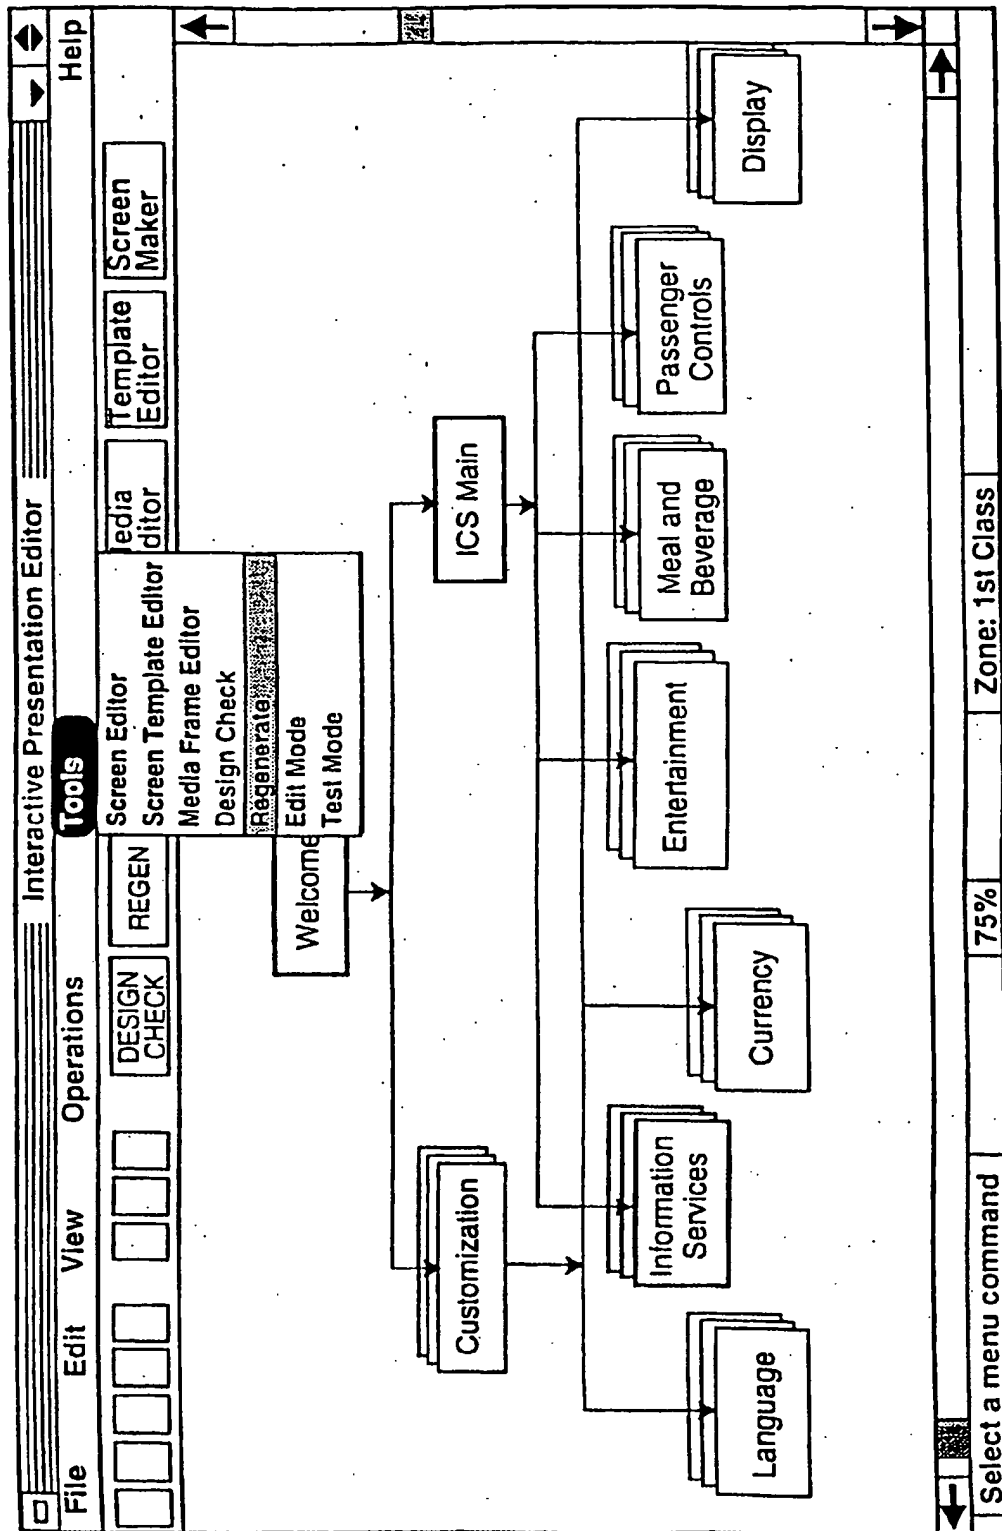 Interactive Presentation Editor
File Edit View Operations Tools Help
DESIGN
CHECK
REGEN
Screen Editor
Screen Template Editor
Media Frame Editor
Design Check
Regenerate
Edit Mode
Test Mode
edia
ditor
Template
Editor
Screen
Maker
Welcome
Customization
ICS Main
Language
Information
Services
Currency
Entertainment
Meal and
Beverage
Passenger
Controls
Display
Select a menu command 75% Zone: 1st Class